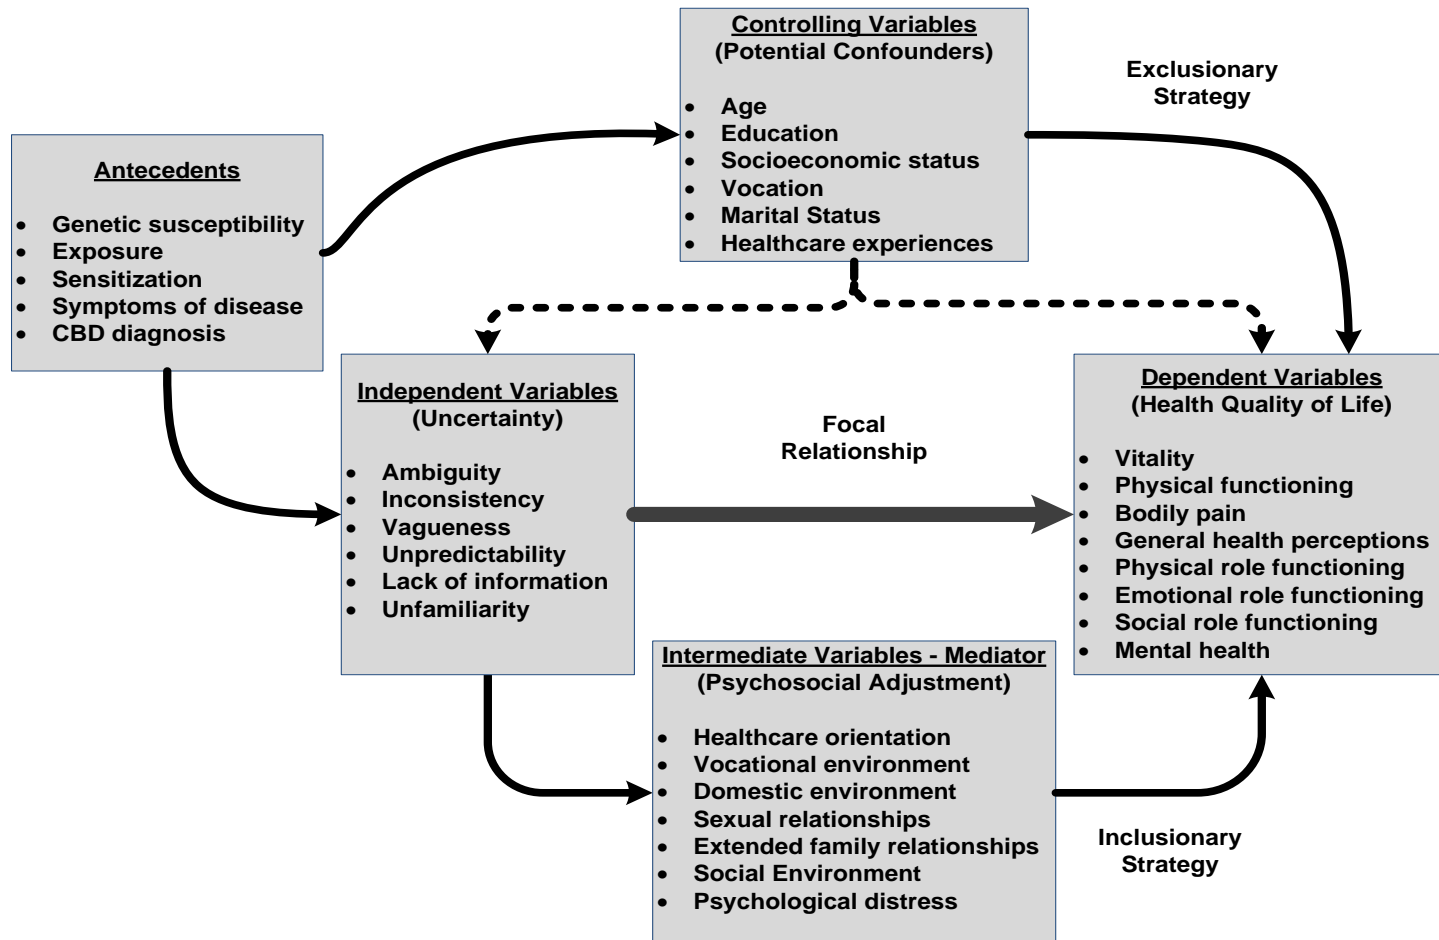 Controlling Variables
(Potential Confounders)
• Age
• Education
• Socioeconomic status
• Vocation
• Marital Status
• Healthcare experiences
Exclusionary
Strategy
Antecedents
• Genetic susceptibility
• Exposure
• Sensitization
• Symptoms of disease
• CBD diagnosis
Independent Variables
(Uncertainty)
• Ambiguity
• Inconsistency
• Vagueness
• Unpredictability
• Lack of information
• Unfamiliarity
Focal
Relationship
Dependent Variables
(Health Quality of Life)
• Vitality
• Physical functioning
• Bodily pain
• General health perceptions
• Physical role functioning
• Emotional role functioning
• Social role functioning
• Mental health
Intermediate Variables - Mediator
(Psychosocial Adjustment)
• Healthcare orientation
• Vocational environment
• Domestic environment
• Sexual relationships
• Extended family relationships
• Social Environment
• Psychological distress
Inclusionary
Strategy